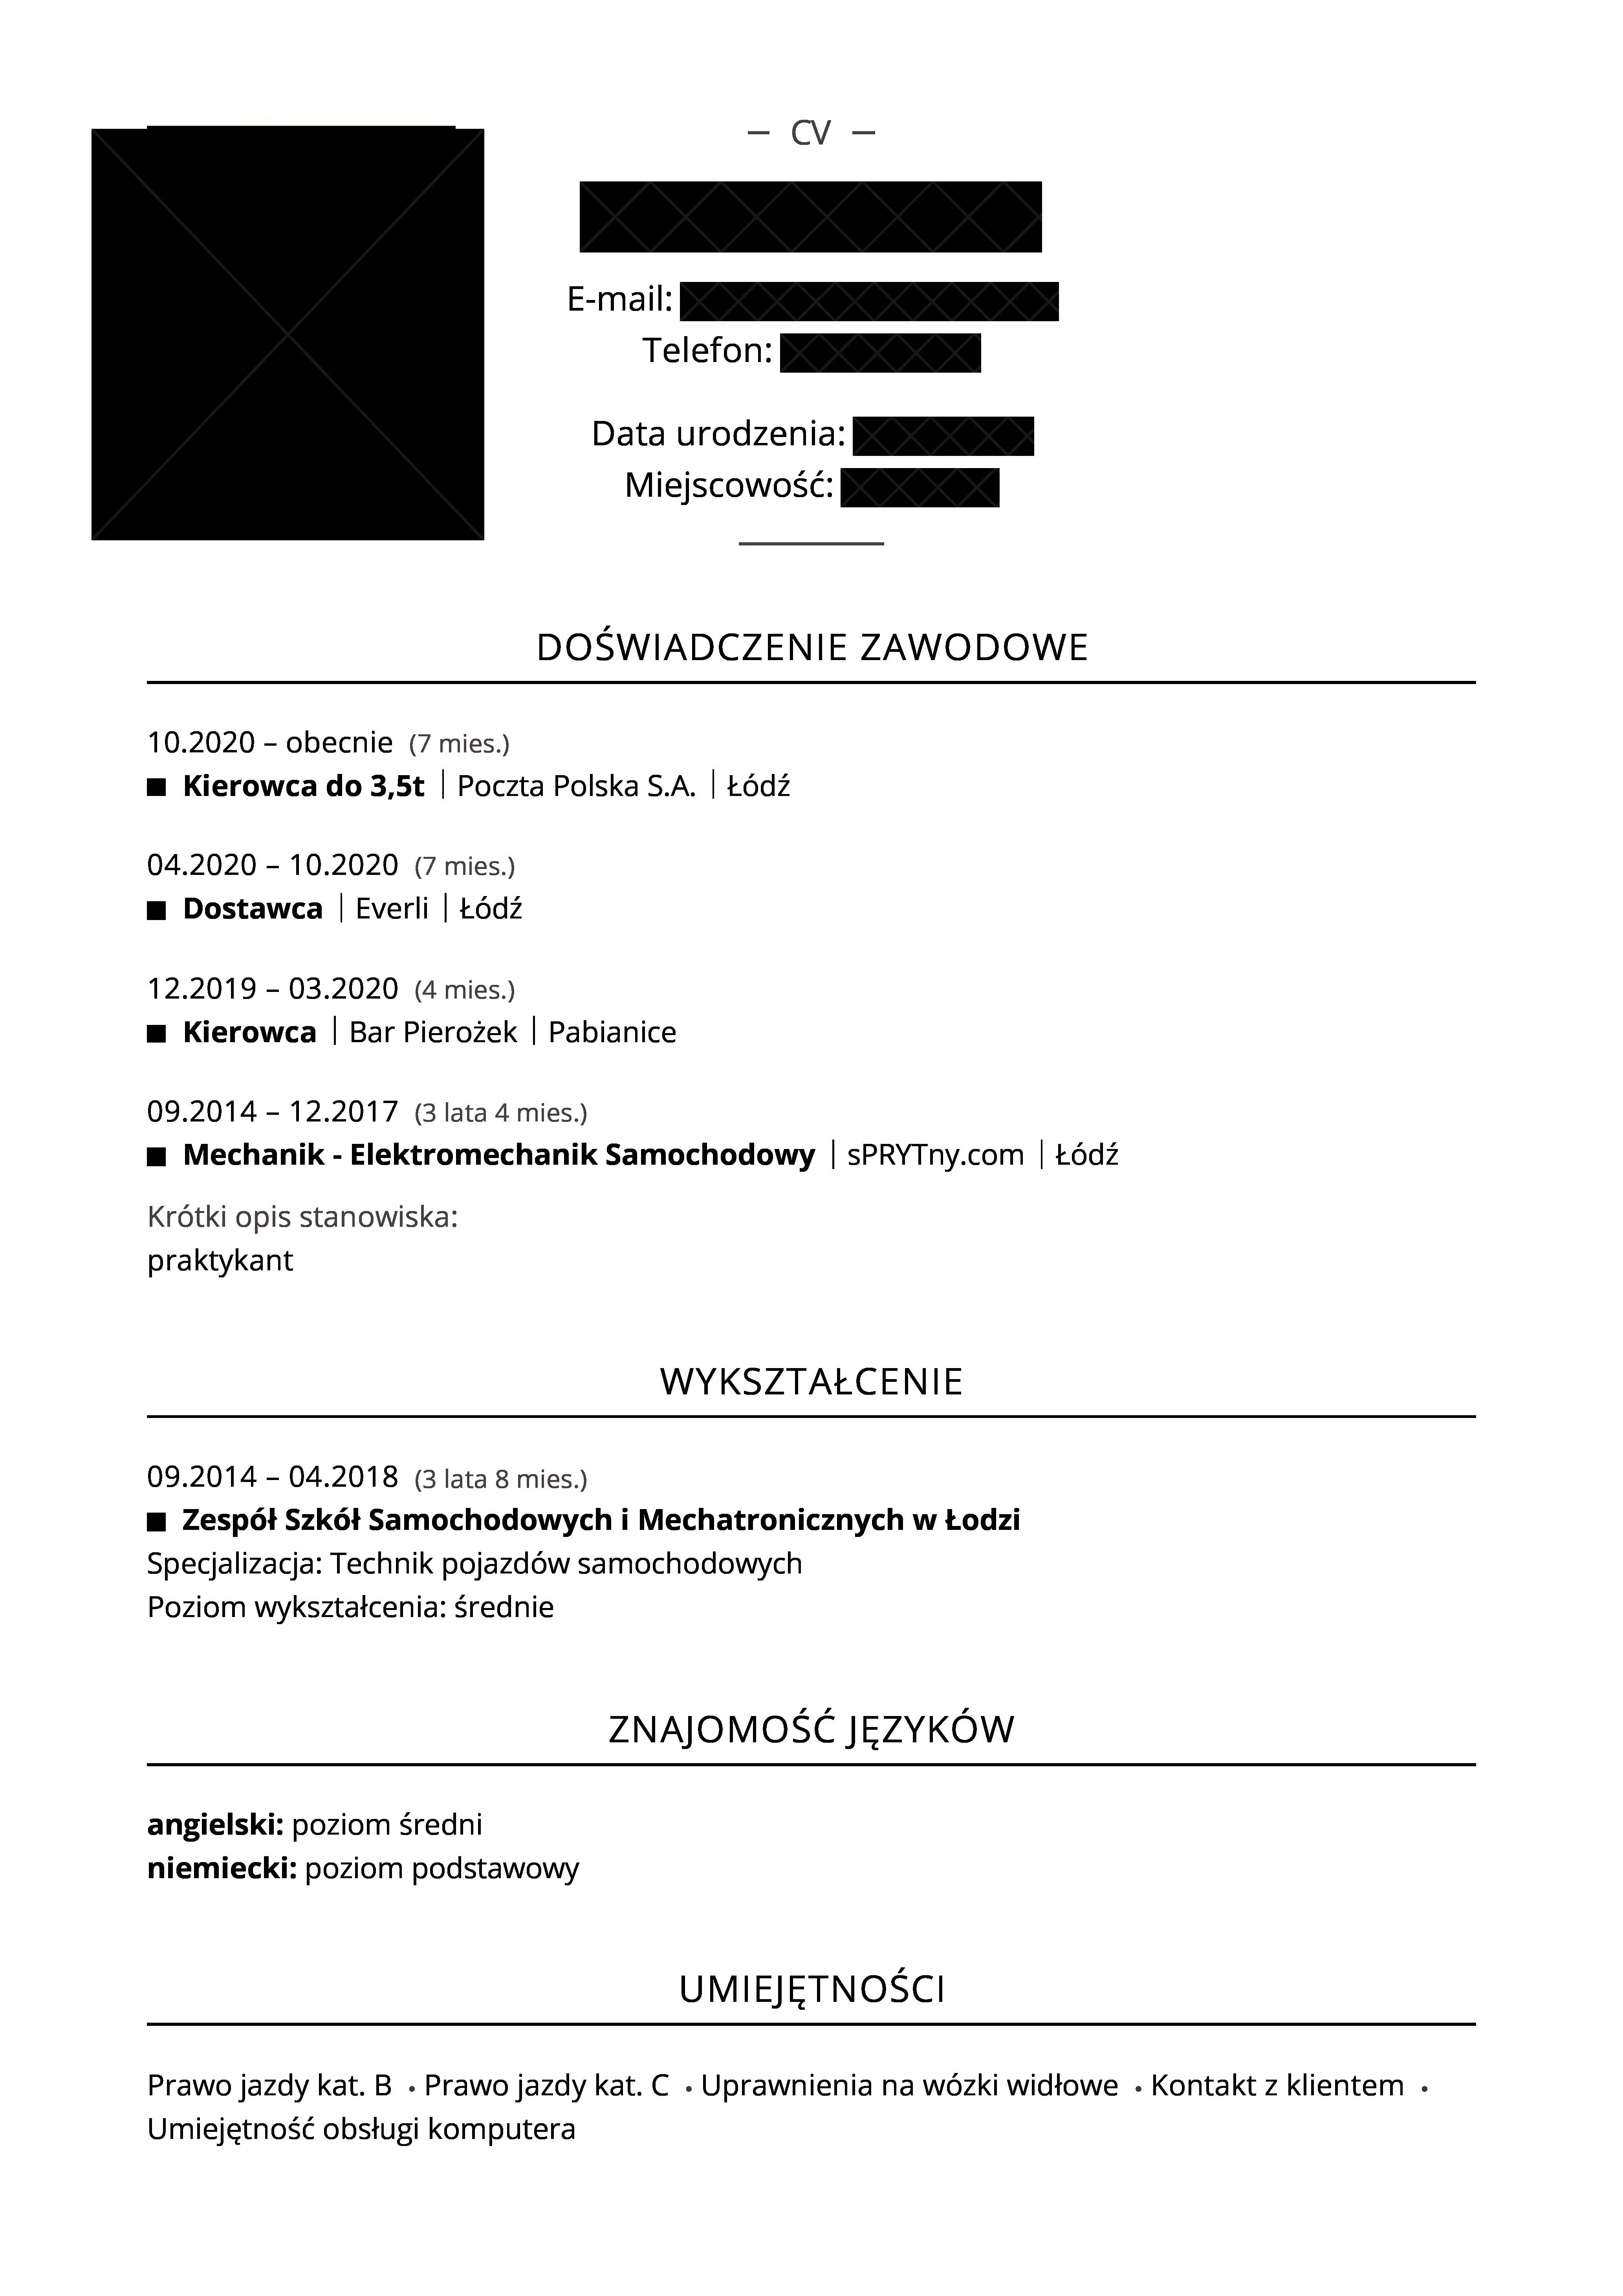 – CV –
E-mail:
Telefon:
Data urodzenia:
Miejscowość:
DOŚWIADCZENIE ZAWODOWE
10.2020 – obecnie (7 mies.)
■ Kierowca do 3,5t | Poczta Polska S.A. | Łódź
04.2020 – 10.2020 (7 mies.)
■ Dostawca | Everli | Łódź
12.2019 – 03.2020 (4 mies.)
■ Kierowca | Bar Pierożek | Pabianice
09.2014 – 12.2017 (3 lata 4 mies.)
■ Mechanik - Elektromechanik Samochodowy | sPRYTny.com | Łódź
Krótki opis stanowiska:
praktykant
WYKSZTAŁCENIE
09.2014 – 04.2018 (3 lata 8 mies.)
■ Zespół Szkół Samochodowych i Mechatronicznych w Łodzi
Specjalizacja: Technik pojazdów samochodowych
Poziom wykształcenia: średnie
ZNAJOMOŚĆ JĘZYKÓW
angielski: poziom średni
niemiecki: poziom podstawowy
UMIEJĘTNOŚCI
Prawo jazdy kat. B • Prawo jazdy kat. C • Uprawnienia na wózki widłowe • Kontakt z klientem •
Umiejętność obsługi komputera